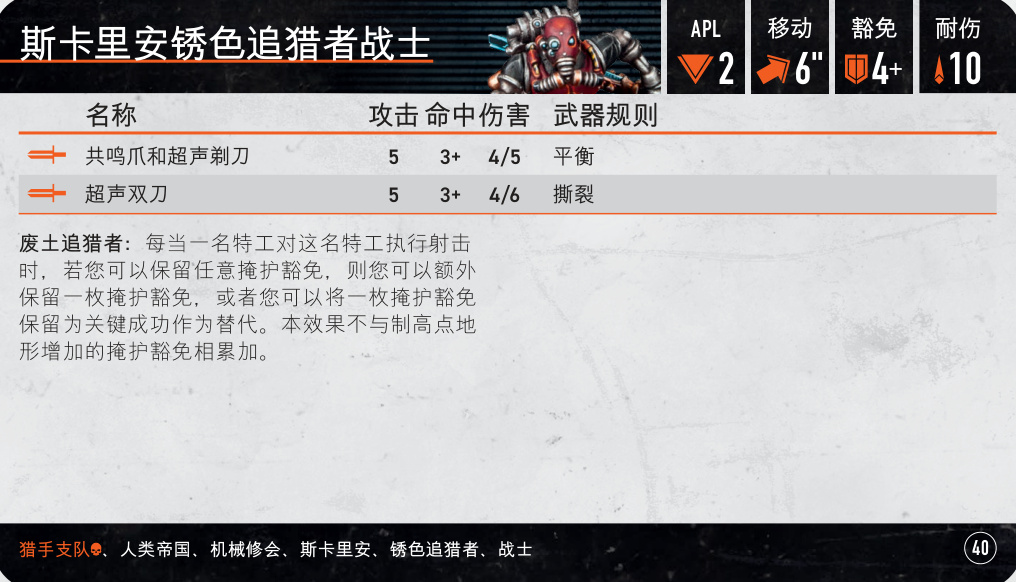 斯卡里安锈色追猎者战士
APL 移动 豁免 耐伤
2 6" 4+ 10
名称 攻击 命中 伤害 武器规则
共鸣爪和超声剃刀 5 3+ 4/5 平衡
超声双刀 5 3+ 4/6 撕裂
废土追猎者：每当一名特工对这名特工执行射击
时，若您可以保留任意掩护豁免，则您可以额外
保留一枚掩护豁免，或者您可以将一枚掩护豁免
保留为关键成功作为替代。本效果不与制高点地
形增加的掩护豁免相累加。
猎手支队、人类帝国、机械修会、斯卡里安、锈色追猎者、战士
40